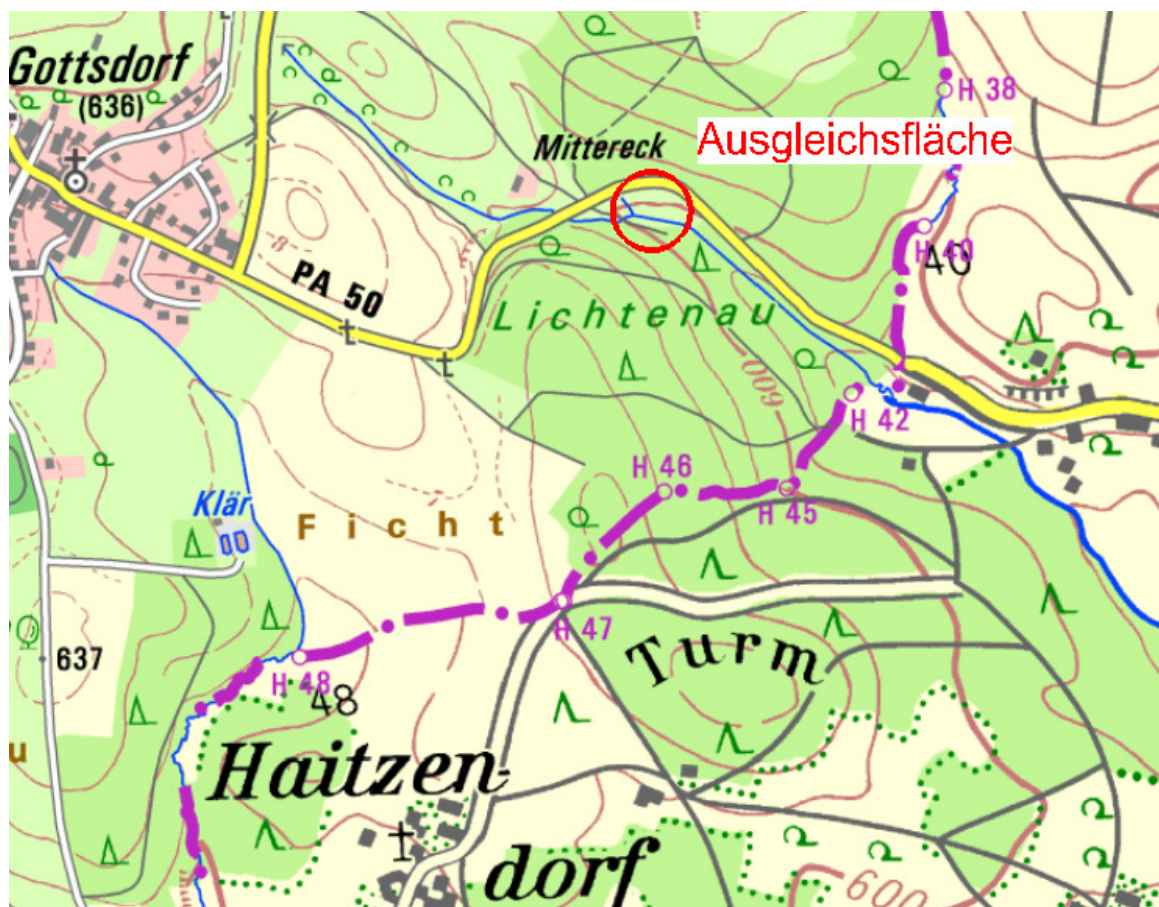 Gottsdorf
(636)
H 38
Mittereck
Ausgleichsfläche
H 40
40
PA 50
Lichtenau
600
H 42
H 46
H 45
Klär
Ficht
H 47
637
H 48
48
Turm
u
Haitzen-
dorf
600